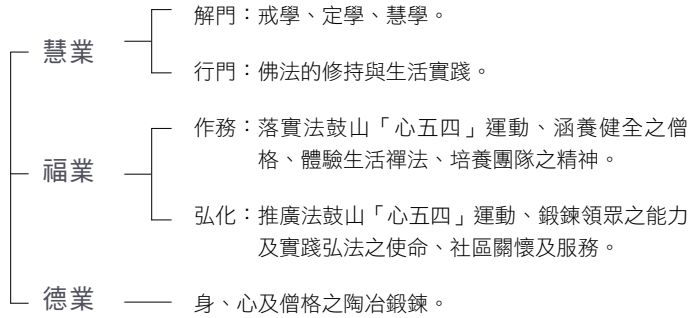 解門：戒學、定學、慧學。
慧業
行門：佛法的修持與生活實踐。
作務：落實法鼓山「心五四」運動、涵養健全之僧
格、體驗生活禪法、培養團隊之精神。
福業
弘化：推廣法鼓山「心五四」運動、鍛鍊領眾之能力
及實踐弘法之使命、社區關懷及服務。
德業
身、心及僧格之陶冶鍛鍊。